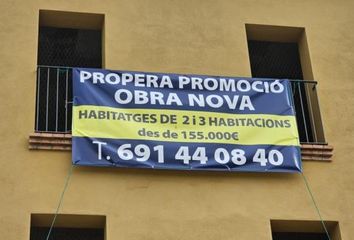 PROPERA PROMOCIÓ
OBRA NOVA
HABITATGES DE 2 i 3 HABITACIONS
des de 155.000€
T. 691 44 08 40